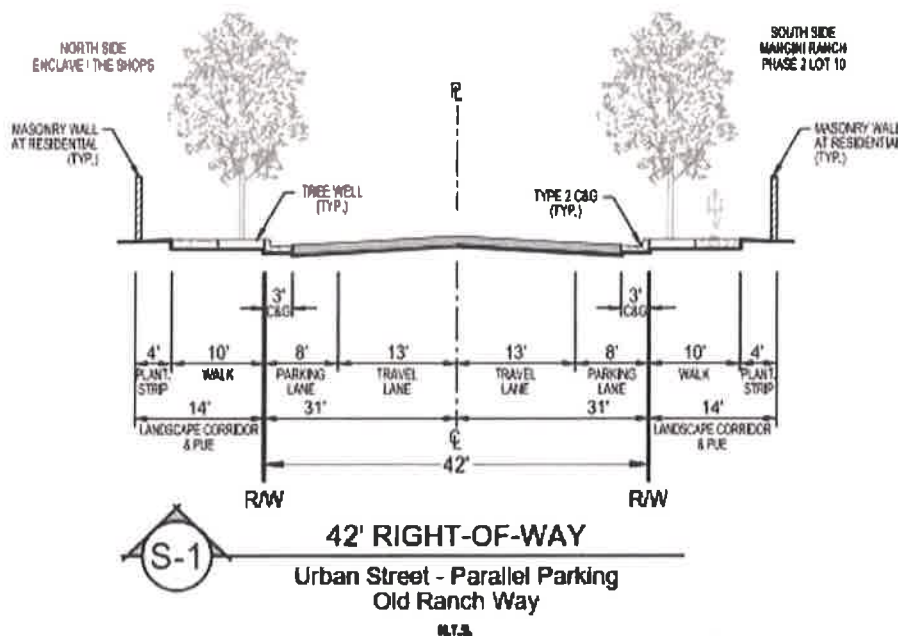 NORTH SIDE
ENCLAVE / THE SHOPS
SOUTH SIDE
MANGINI RANCH
PHASE 2 LOT 10
PL
MASONRY WALL
AT RESIDENTIAL
(TYP.)
TREE WELL
(TYP.)
TYPE 2 C&G
(TYP.)
MASONRY WALL
AT RESIDENTIAL
(TYP.)
3'
C&G
3'
C&G
4' 10' 8' 13' 13' 8' 10' 4'
PLANT. STRIP
WALK
PARKING LANE
TRAVEL LANE
TRAVEL LANE
PARKING LANE
WALK
PLANT. STRIP
14' 31' 31' 14'
LANDSCAPE CORRIDOR
& PUE
CL
LANDSCAPE CORRIDOR
& PUE
42'
R/W R/W
S-1
42' RIGHT-OF-WAY
Urban Street - Parallel Parking
Old Ranch Way
N.T.S.